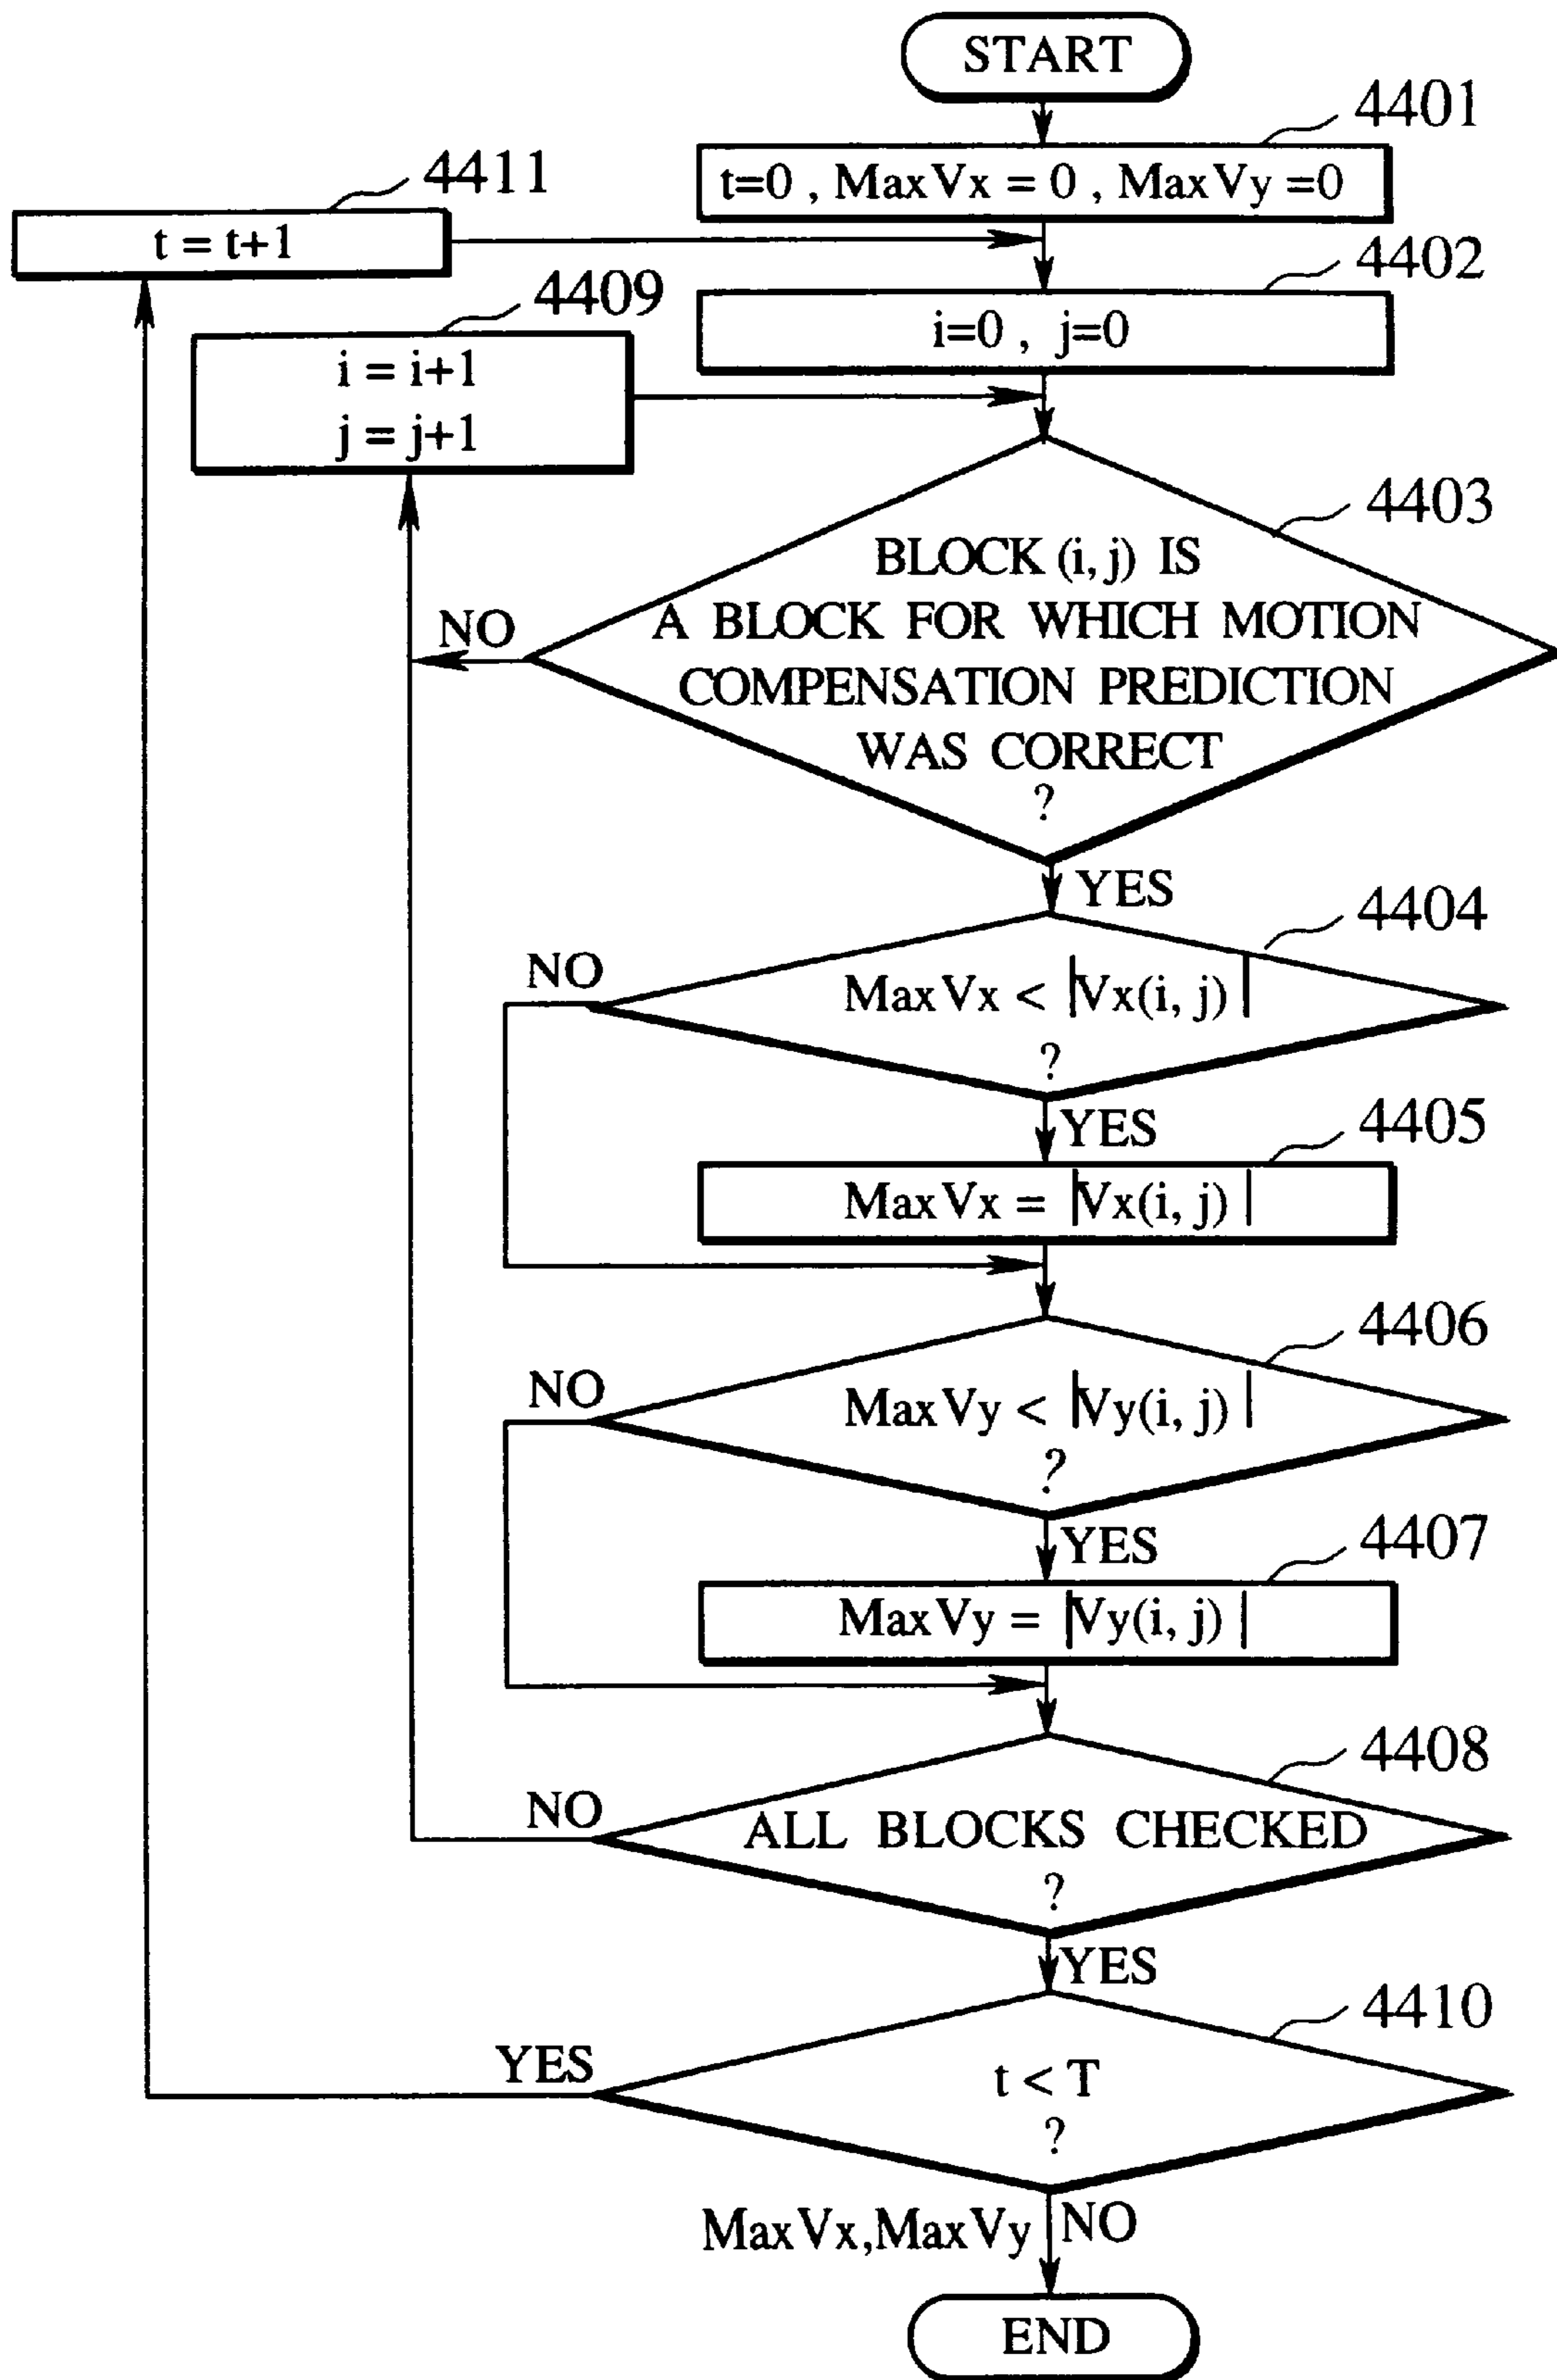 START
4401
t=0 , MaxVx = 0 , MaxVy =0
4411
t = t+1
4402
i=0 , j=0
4409
i = i+1
j = j+1
4403
BLOCK (i, j) IS
A BLOCK FOR WHICH MOTION
COMPENSATION PREDICTION
WAS CORRECT
?
NO
YES
4404
MaxVx < |Vx(i, j)|
?
NO
YES
4405
MaxVx = |Vx(i, j)|
4406
MaxVy < |Vy(i, j)|
?
NO
YES
4407
MaxVy = |Vy(i, j)|
4408
ALL BLOCKS CHECKED
?
NO
YES
4410
t < T
?
YES
MaxVx,MaxVy NO
END